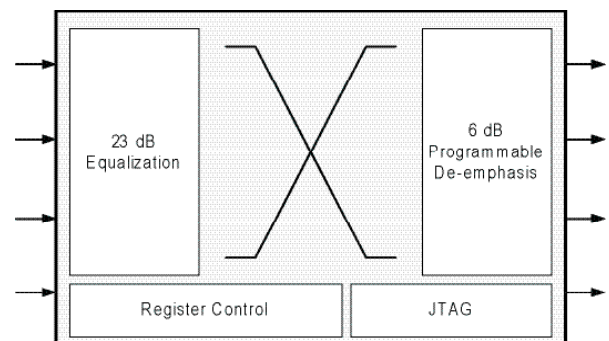 23 dB
Equalization
6 dB
Programmable
De-emphasis
Register Control
JTAG